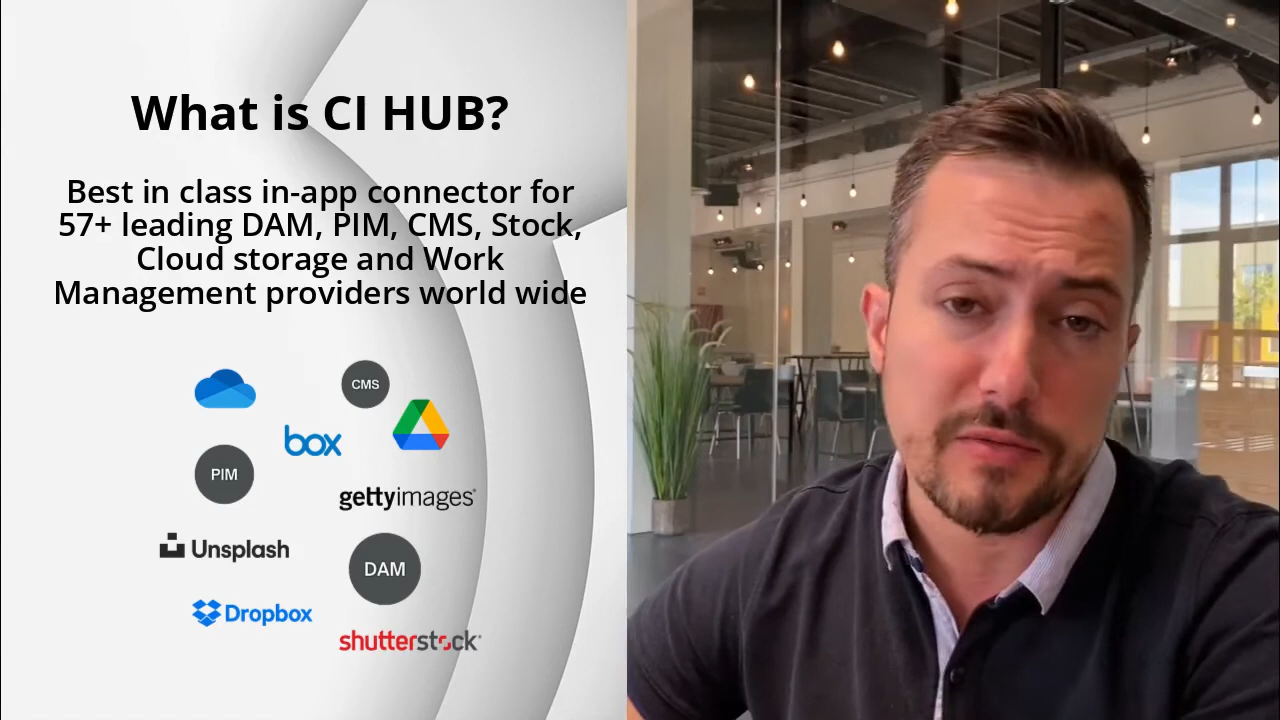 What is CI HUB?
Best in class in-app connector for
57+ leading DAM, PIM, CMS, Stock,
Cloud storage and Work
Management providers world wide
CMS
box
PIM
gettyimages®
Unsplash
DAM
Dropbox
shutterstock®